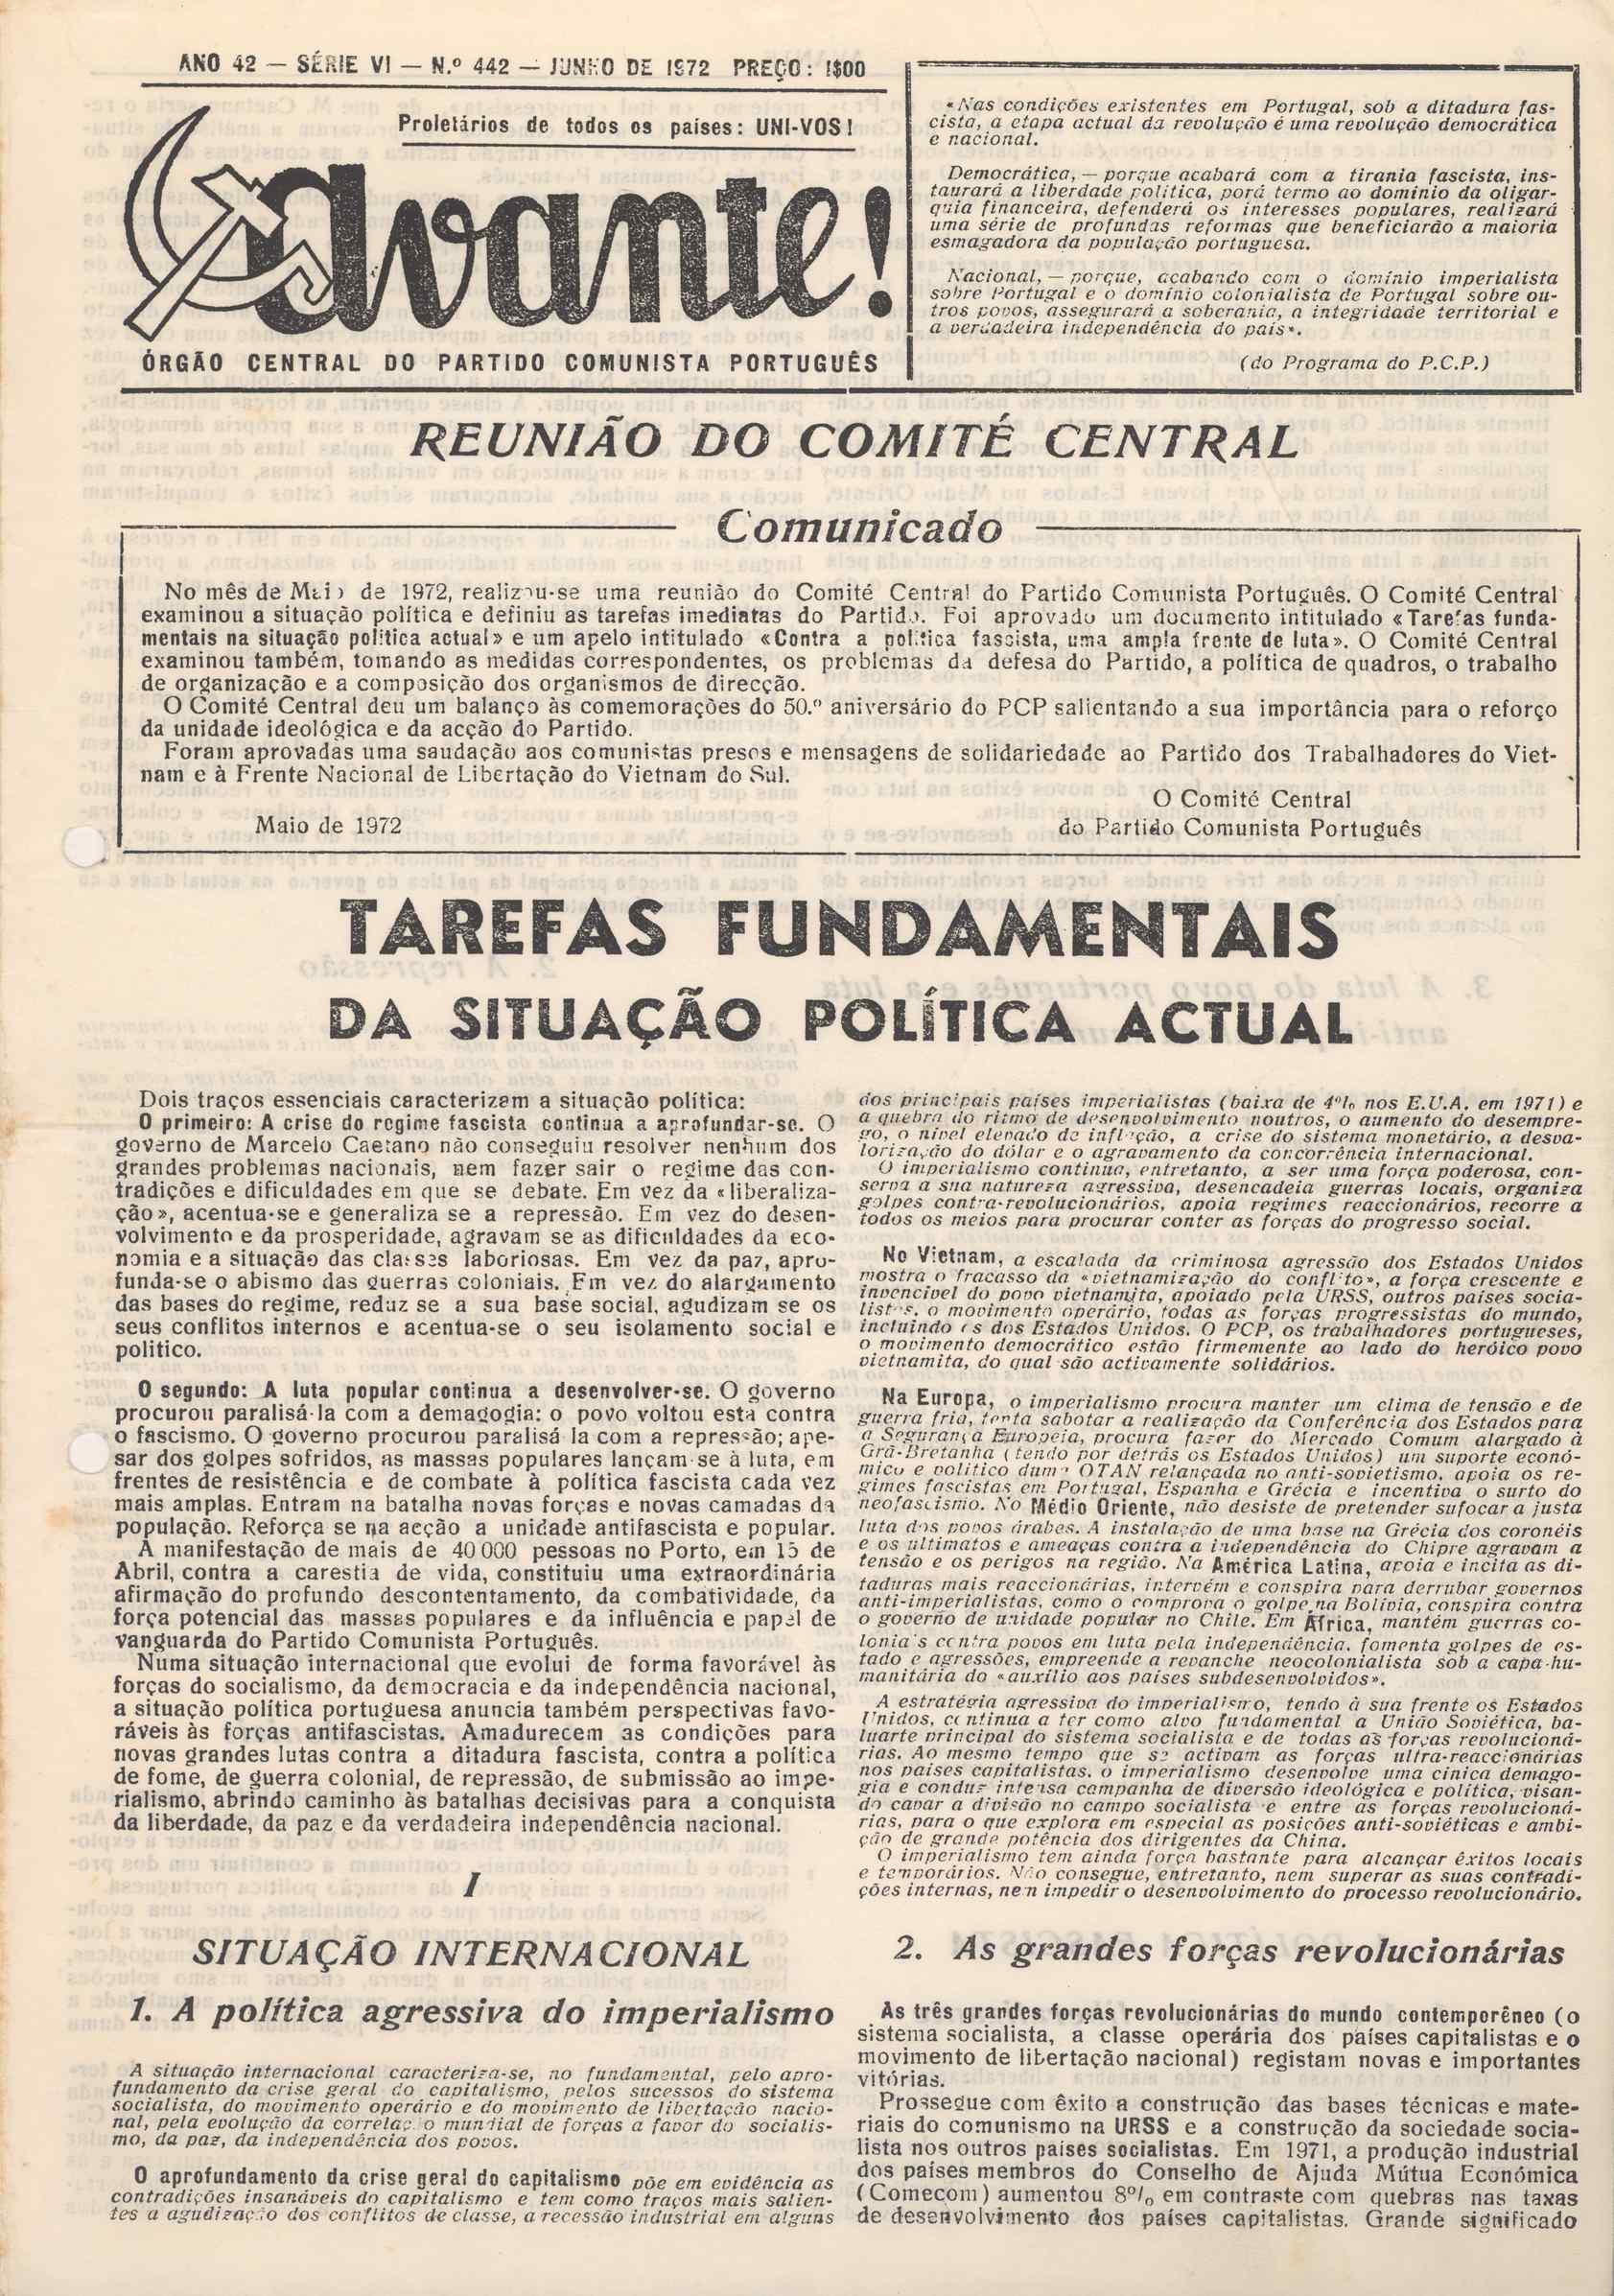 ANO 42 — SÉRIE VI — N.º 442 — JUNHO DE 1972 PREÇO: 1$00
Proletários de todos os países: UNI-VOS!
Avante!
ÓRGÃO CENTRAL DO PARTIDO COMUNISTA PORTUGUÊS
«Nas condições existentes em Portugal, sob a ditadura fas-
cista, a etapa actual da revolução é uma revolução democrática
e nacional.
Democrática, — porque acabará com a tirania fascista, ins-
taurará a liberdade política, porá termo ao domínio da oligar-
quia financeira, defenderá os interesses populares, realizará
uma série de profundas reformas que beneficiarão a maioria
esmagadora da população portuguesa.
Nacional, — porque, acabando com o domínio imperialista
sobre Portugal e o domínio colonialista de Portugal sobre ou-
tros povos, assegurará a soberania, a integridade territorial e
a verdadeira independência do país».
(do Programa do P.C.P.)
REUNIÃO DO COMITÉ CENTRAL
Comunicado
No mês de Maio de 1972, realizou-se uma reunião do Comité Central do Partido Comunista Português. O Comité Central
examinou a situação política e definiu as tarefas imediatas do Partido. Foi aprovado um documento intitulado «Tarefas funda-
mentais na situação política actual» e um apelo intitulado «Contra a política fascista, uma ampla frente de luta». O Comité Central
examinou também, tomando as medidas correspondentes, os problemas da defesa do Partido, a política de quadros, o trabalho
de organização e a composição dos organismos de direcção.
O Comité Central deu um balanço às comemorações do 50.º aniversário do PCP salientando a sua importância para o reforço
da unidade ideológica e da acção do Partido.
Foram aprovadas uma saudação aos comunistas presos e mensagens de solidariedade ao Partido dos Trabalhadores do Viet-
nam e à Frente Nacional de Libertação do Vietnam do Sul.
O Comité Central
Maio de 1972
do Partido Comunista Português
TAREFAS FUNDAMENTAIS
DA SITUAÇÃO POLÍTICA ACTUAL
Dois traços essenciais caracterizam a situação política:
O primeiro: A crise do regime fascista continua a aprofundar-se. O
governo de Marcelo Caetano não conseguiu resolver nenhum dos
grandes problemas nacionais, nem fazer sair o regime das con-
tradições e dificuldades em que se debate. Em vez da «liberaliza-
ção», acentua-se e generaliza se a repressão. Em vez do desen-
volvimento e da prosperidade, agravam se as dificuldades da eco-
nomia e a situação das classes laboriosas. Em vez da paz, apro-
funda-se o abismo das guerras coloniais. Em vez do alargamento
das bases do regime, reduz se a sua base social, agudizam se os
seus conflitos internos e acentua-se o seu isolamento social e
politico.
O segundo: A luta popular continua a desenvolver-se. O governo
procurou paralisá-la com a demagogia: o povo voltou esta contra
o fascismo. O governo procurou paralisá la com a repressão; ape-
sar dos golpes sofridos, as massas populares lançam-se à luta, em
frentes de resistência e de combate à política fascista cada vez
mais amplas. Entram na batalha novas forças e novas camadas da
população. Reforça se na acção a unidade antifascista e popular.
A manifestação de mais de 40 000 pessoas no Porto, em 15 de
Abril, contra a carestia de vida, constituiu uma extraordinária
afirmação do profundo descontentamento, da combatividade, da
força potencial das massas populares e da influência e papel de
vanguarda do Partido Comunista Português.
Numa situação internacional que evolui de forma favorável às
forças do socialismo, da democracia e da independência nacional,
a situação política portuguesa anuncia também perspectivas favo-
ráveis às forças antifascistas. Amadurecem as condições para
novas grandes lutas contra a ditadura fascista, contra a política
de fome, de guerra colonial, de repressão, de submissão ao impe-
rialismo, abrindo caminho às batalhas decisivas para a conquista
da liberdade, da paz e da verdadeira independência nacional.
I
SITUAÇÃO INTERNACIONAL
1. A política agressiva do imperialismo
A situação internacional caracteriza-se, no fundamental, pelo apro-
fundamento da crise geral do capitalismo, pelos sucessos do sistema
socialista, do movimento operário e do movimento de libertação nacio-
nal, pela evolução da correlação mundial de forças a favor do socialis-
mo, da paz, da independência dos povos.
O aprofundamento da crise geral do capitalismo põe em evidência as
contradições insanáveis do capitalismo e tem como traços mais salien-
tes a agudização dos conflitos de classe, a recessão industrial em alguns
dos principais países imperialistas (baixa de 4% nos E.U.A. em 1971) e
a quebra do ritmo de desenvolvimento noutros, o aumento do desempre-
go, o nível elevado de inflação, a crise do sistema monetário, a desva-
lorização do dólar e o agravamento da concorrência internacional.
O imperialismo continua, entretanto, a ser uma força poderosa, con-
serva a sua natureza agressiva, desencadeia guerras locais, organiza
golpes contra-revolucionários, apoia regimes reaccionários, recorre a
todos os meios para procurar conter as forças do progresso social.
No Vietnam, a escalada da criminosa agressão dos Estados Unidos
mostra o fracasso da «vietnamização do conflito», a força crescente e
invencível do povo vietnamita, apoiado pela URSS, outros países socia-
listas, o movimento operário, todas as forças progressistas do mundo,
incluindo as dos Estados Unidos. O PCP, os trabalhadores portugueses,
o movimento democrático estão firmemente ao lado do heróico povo
vietnamita, do qual são activamente solidários.
Na Europa, o imperialismo procura manter um clima de tensão e de
guerra fria, tenta sabotar a realização da Conferência dos Estados para
a Segurança Europeia, procura fazer do Mercado Comum alargado à
Grã-Bretanha (tendo por detrás os Estados Unidos) um suporte econó-
mico e político duma OTAN relançada no anti-sovietismo, apoia os re-
gimes fascistas em Portugal, Espanha e Grécia e incentiva o surto do
neofascismo. No Médio Oriente, não desiste de pretender sufocar a justa
luta dos povos árabes. A instalação de uma base na Grécia dos coronéis
e os ultimatos e ameaças contra a independência do Chipre agravam a
tensão e os perigos na região. Na América Latina, apoia e incita as di-
taduras mais reaccionárias, intervém e conspira para derrubar governos
anti-imperialistas, como o comprova o golpe na Bolívia, conspira contra
o governo de unidade popular no Chile. Em África, mantém guerras co-
loniais contra povos em luta pela independência, fomenta golpes de es-
tado e agressões, empreende a revanche neocolonialista sob a capa hu-
manitária do «auxílio aos países subdesenvolvidos».
A estratégia agressiva do imperialismo, tendo à sua frente os Estados
Unidos, continua a ter como alvo fundamental a União Soviética, ba-
luarte principal do sistema socialista e de todas as forças revolucioná-
rias. Ao mesmo tempo que se activam as forças ultra-reaccionárias
nos países capitalistas, o imperialismo desenvolve uma cínica demago-
gia e conduz intensa campanha de diversão ideológica e política, visan-
do cavar a divisão no campo socialista e entre as forças revolucioná-
rias, para o que explora em especial as posições anti-soviéticas e ambi-
ção de grande potência dos dirigentes da China.
O imperialismo tem ainda força bastante para alcançar êxitos locais
e temporários. Não consegue, entretanto, nem superar as suas contradi-
ções internas, nem impedir o desenvolvimento do processo revolucionário.
2. As grandes forças revolucionárias
As três grandes forças revolucionárias do mundo contemporêneo (o
sistema socialista, a classe operária dos países capitalistas e o
movimento de libertação nacional) registam novas e importantes
vitórias.
Prossegue com êxito a construção das bases técnicas e mate-
riais do comunismo na URSS e a construção da sociedade socia-
lista nos outros países socialistas. Em 1971, a produção industrial
dos países membros do Conselho de Ajuda Mútua Económica
(Comecom) aumentou 8% em contraste com quebras nas taxas
de desenvolvimento dos países capitalistas. Grande significado